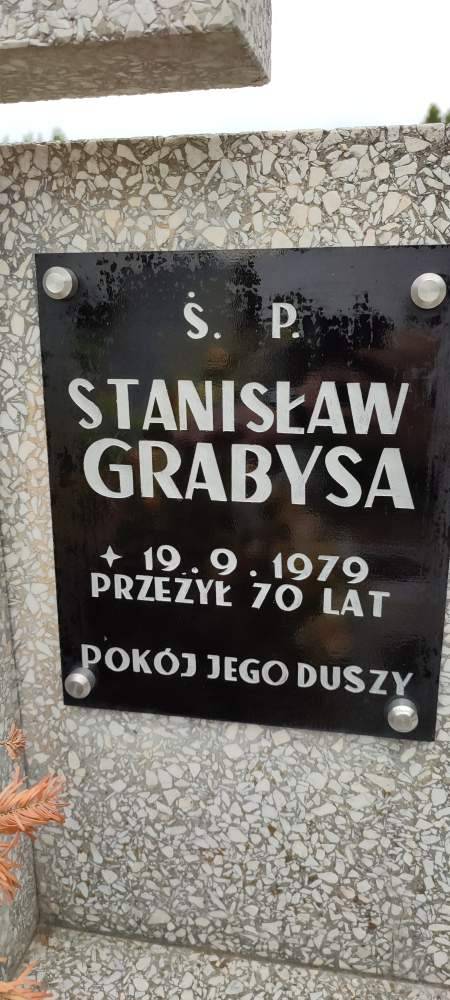 Ś. P.
STANISŁAW
GRABYSA
✦ 19. 9. 1979
PRZEŻYŁ 70 LAT
POKÓJ JEGO DUSZY